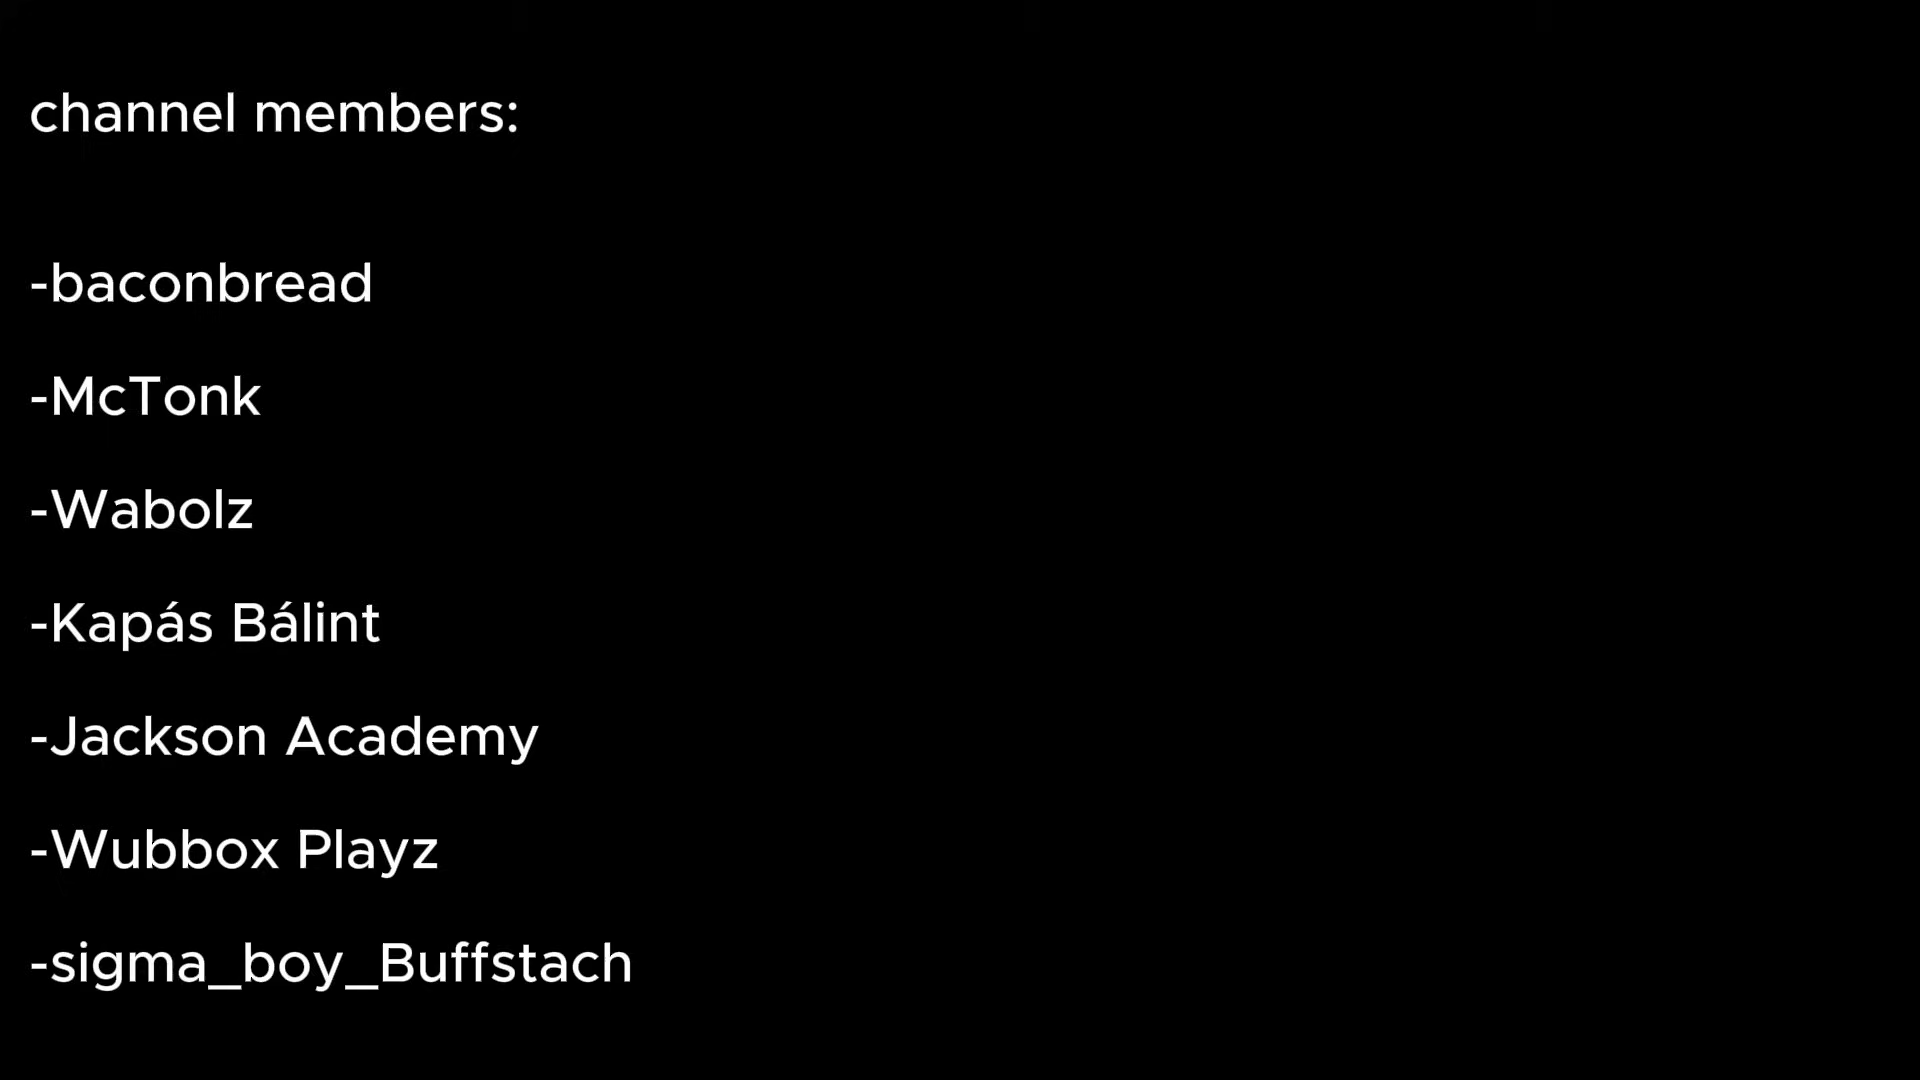 channel members:
-baconbread
-McTonk
-Wabolz
-Kapás Bálint
-Jackson Academy
-Wubbox Playz
-sigma_boy_Buffstach